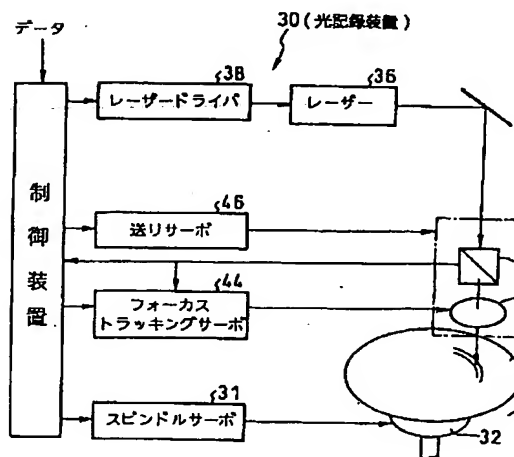 データ
30(光記録装置)
38
レーザードライバ
36
レーザー
制御装置
46
送りサーボ
44
フォーカス
トラッキングサーボ
31
スピンドルサーボ
32